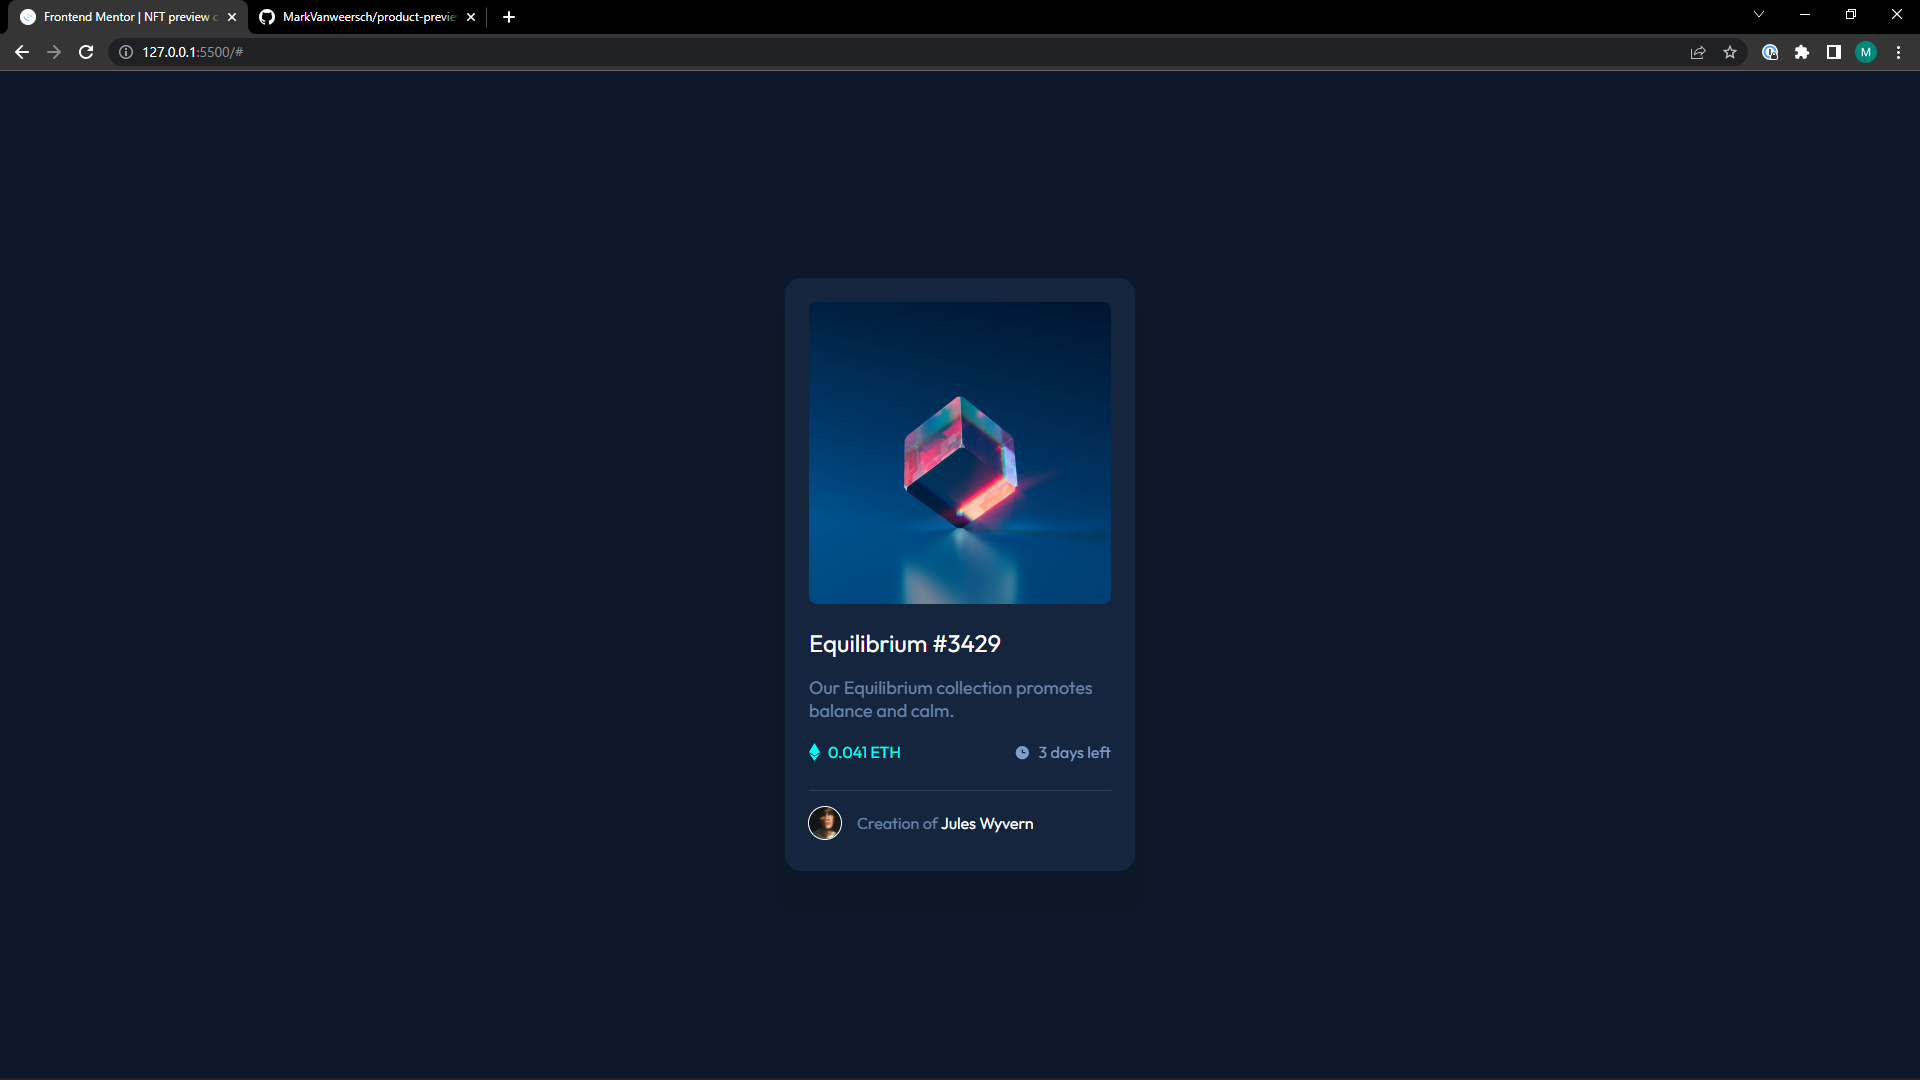 Frontend Mentor | NFT preview c
MarkVanweersch/product-previe
127.0.0.1:5500/#
M
Equilibrium #3429
Our Equilibrium collection promotes
balance and calm.
0.041 ETH
3 days left
Creation of Jules Wyvern